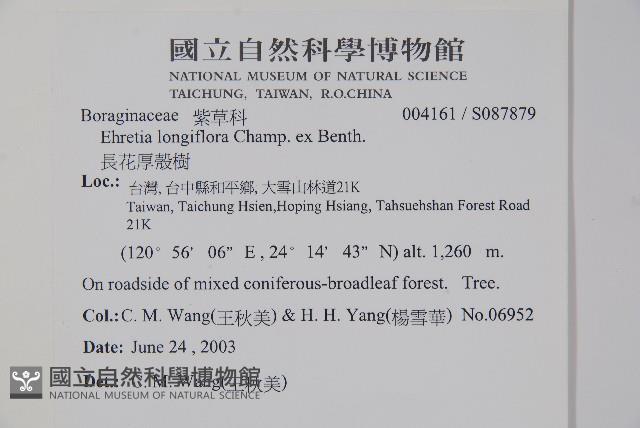 國立自然科學博物館
NATIONAL MUSEUM OF NATURAL SCIENCE
TAICHUNG, TAIWAN, R.O.CHINA
Boraginaceae 紫草科 004161 / S087879
Ehretia longiflora Champ. ex Benth.
長花厚殼樹
Loc.: 台灣, 台中縣和平鄉, 大雪山林道21K
Taiwan, Taichung Hsien,Hoping Hsiang, Tahsuehshan Forest Road
21K
(120° 56' 06" E , 24° 14' 43" N) alt. 1,260 m.
On roadside of mixed coniferous-broadleaf forest. Tree.
Col.: C. M. Wang(王秋美) & H. H. Yang(楊雪華) No.06952
Date: June 24 , 2003
Det.: C. M. Wang(王秋美)
國立自然科學博物館
NATIONAL MUSEUM OF NATURAL SCIENCE